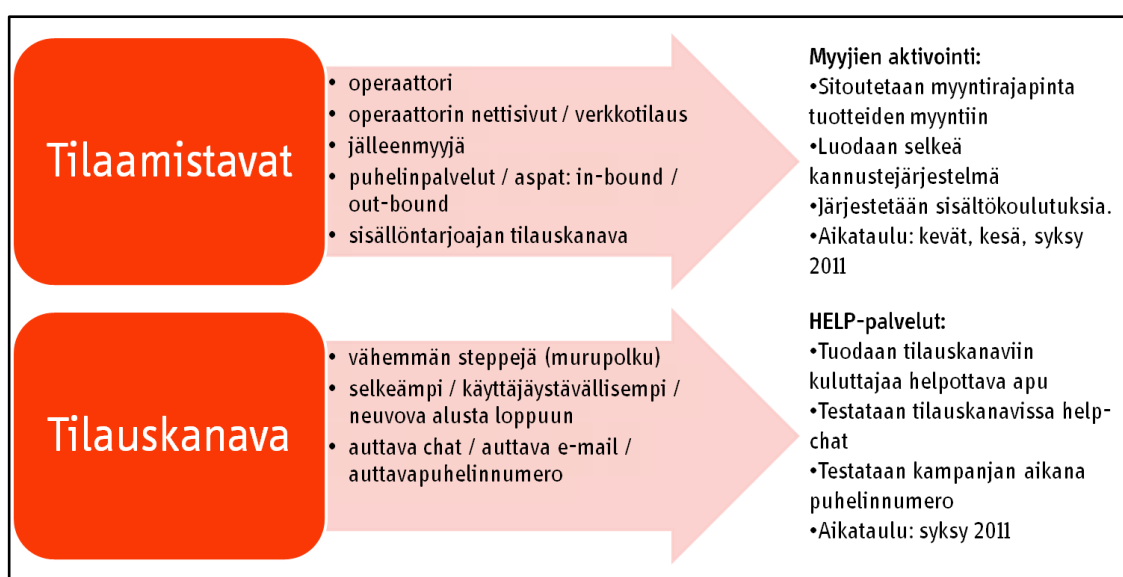 Tilaamistavat
• operaattori
• operaattorin nettisivut / verkkotilaus
• jälleenmyyjä
• puhelinpalvelut / aspat: in-bound /
out-bound
• sisällöntarjoajan tilauskanava
Myyjien aktivointi:
•Sitoutetaan myyntirajapinta
tuotteiden myyntiin
•Luodaan selkeä
kannustejärjestelmä
•Järjestetään sisältökoulutuksia.
•Aikataulu: kevät, kesä, syksy
2011
Tilauskanava
• vähemmän steppejä (murupolku)
• selkeämpi / käyttäjäystävällisempi /
neuvova alusta loppuun
• auttava chat / auttava e-mail /
auttavapuhelinnumero
HELP-palvelut:
•Tuodaan tilauskanaviin
kuluttajaa helpottava apu
•Testataan tilauskanavissa help-
chat
•Testataan kampanjan aikana
puhelinnumero
•Aikataulu: syksy 2011